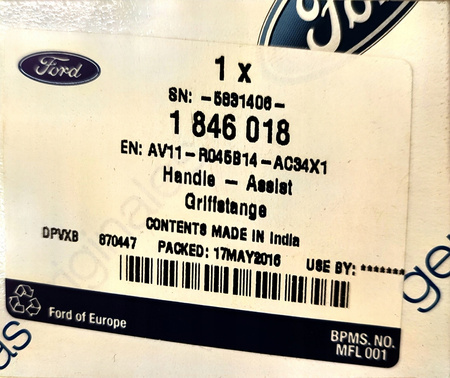 Ford
1 x
SN: -5831406-
1 846 018
EN: AV11-R045B14-AC34X1
Handle - Assist
Griffstange
CONTENTS MADE IN India
DPVXB 670447 PACKED: 17MAY2016 USE BY: *******
Ford of Europe
BPMS. NO.
MFL 001